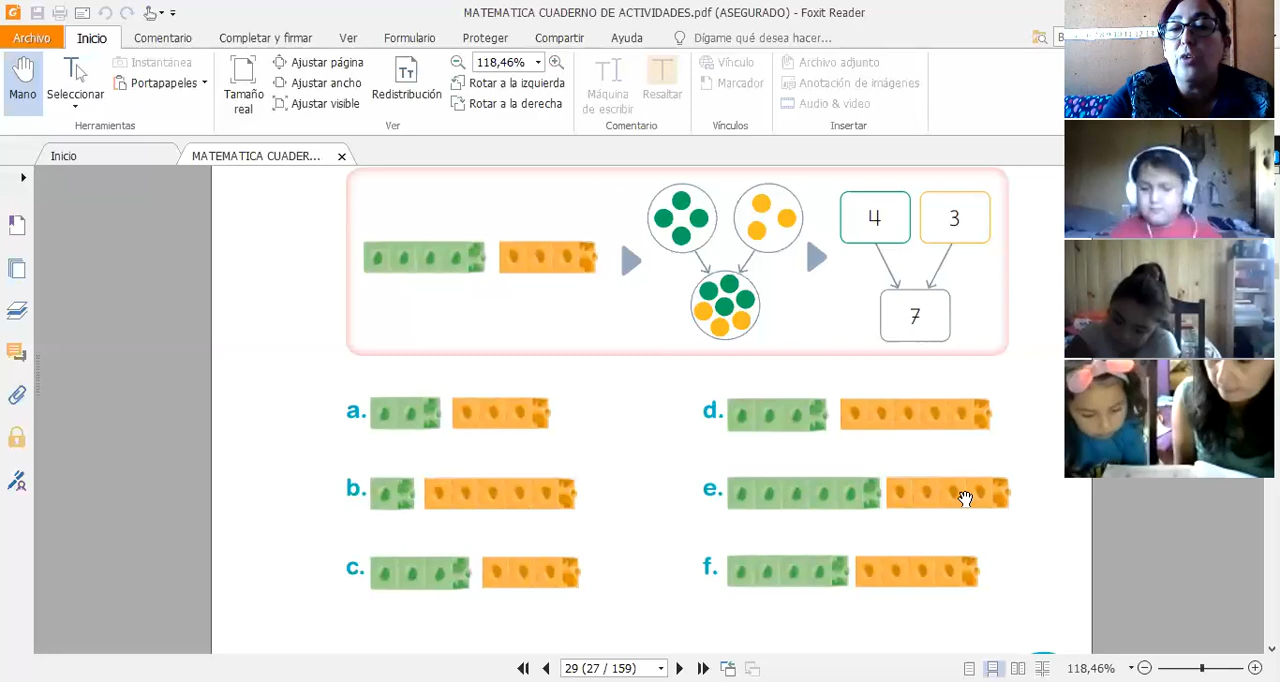 MATEMATICA CUADERNO DE ACTIVIDADES.pdf (ASEGURADO) - Foxit Reader
Archivo Inicio Comentario Completar y firmar Ver Formulario Compartir Ayuda Dígame qué desea hacer...
Mano
Seleccionar
Instantánea
Portapapeles
Herramientas
Tamaño real
Ajustar página
Ajustar ancho
Ajustar visible
Redistribución
118,46%
Rotar a la izquierda
Rotar a la derecha
Ver
Máquina de escribir
Resaltar
Comentario
Vínculo
Marcador
Vínculos
Archivo adjunto
Anotación de imágenes
Audio & video
Insertar
Inicio
MATEMATICA CUADER...
4 3
7
a.
b.
c.
d.
e.
f.
29 (27 / 159)
118,46%